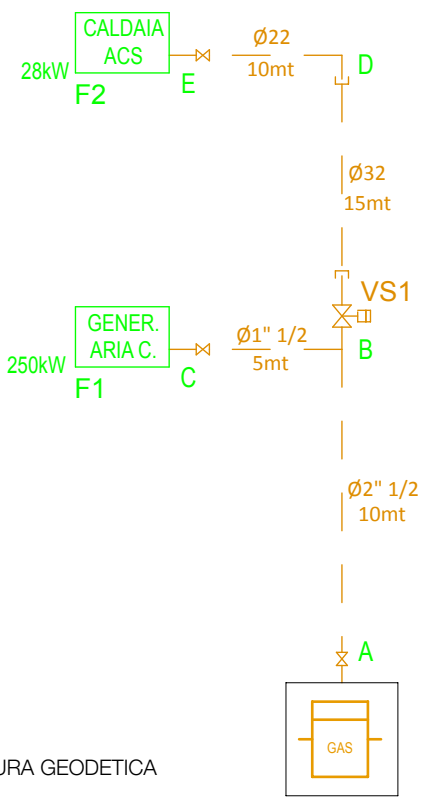 CALDAIA
ACS
28kW
F2
E
Ø22
10mt
D
Ø32
15mt
VS1
GENER.
ARIA C.
250kW
F1
C
Ø1" 1/2
5mt
B
Ø2" 1/2
10mt
A
GAS
URA GEODETICA